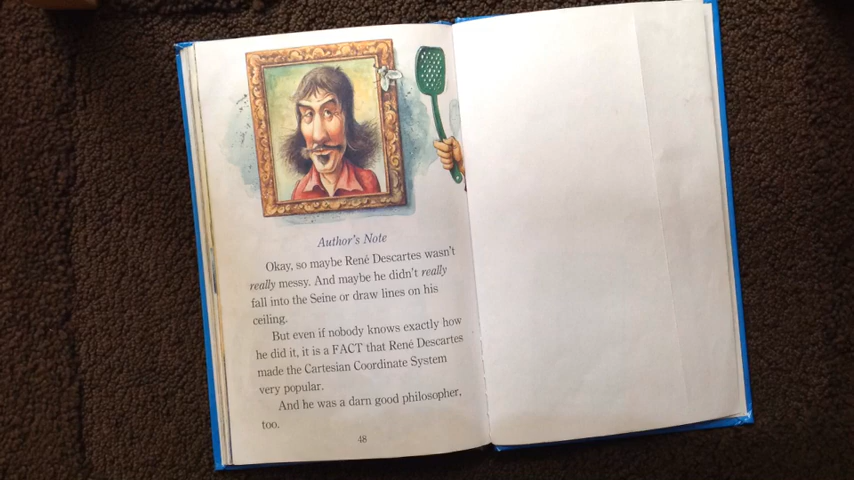 Author's Note
Okay, so maybe René Descartes wasn't
really messy. And maybe he didn't really
fall into the Seine or draw lines on his
ceiling.
But even if nobody knows exactly how
he did it, it is a FACT that René Descartes
made the Cartesian Coordinate System
very popular.
And he was a darn good philosopher,
too.
48